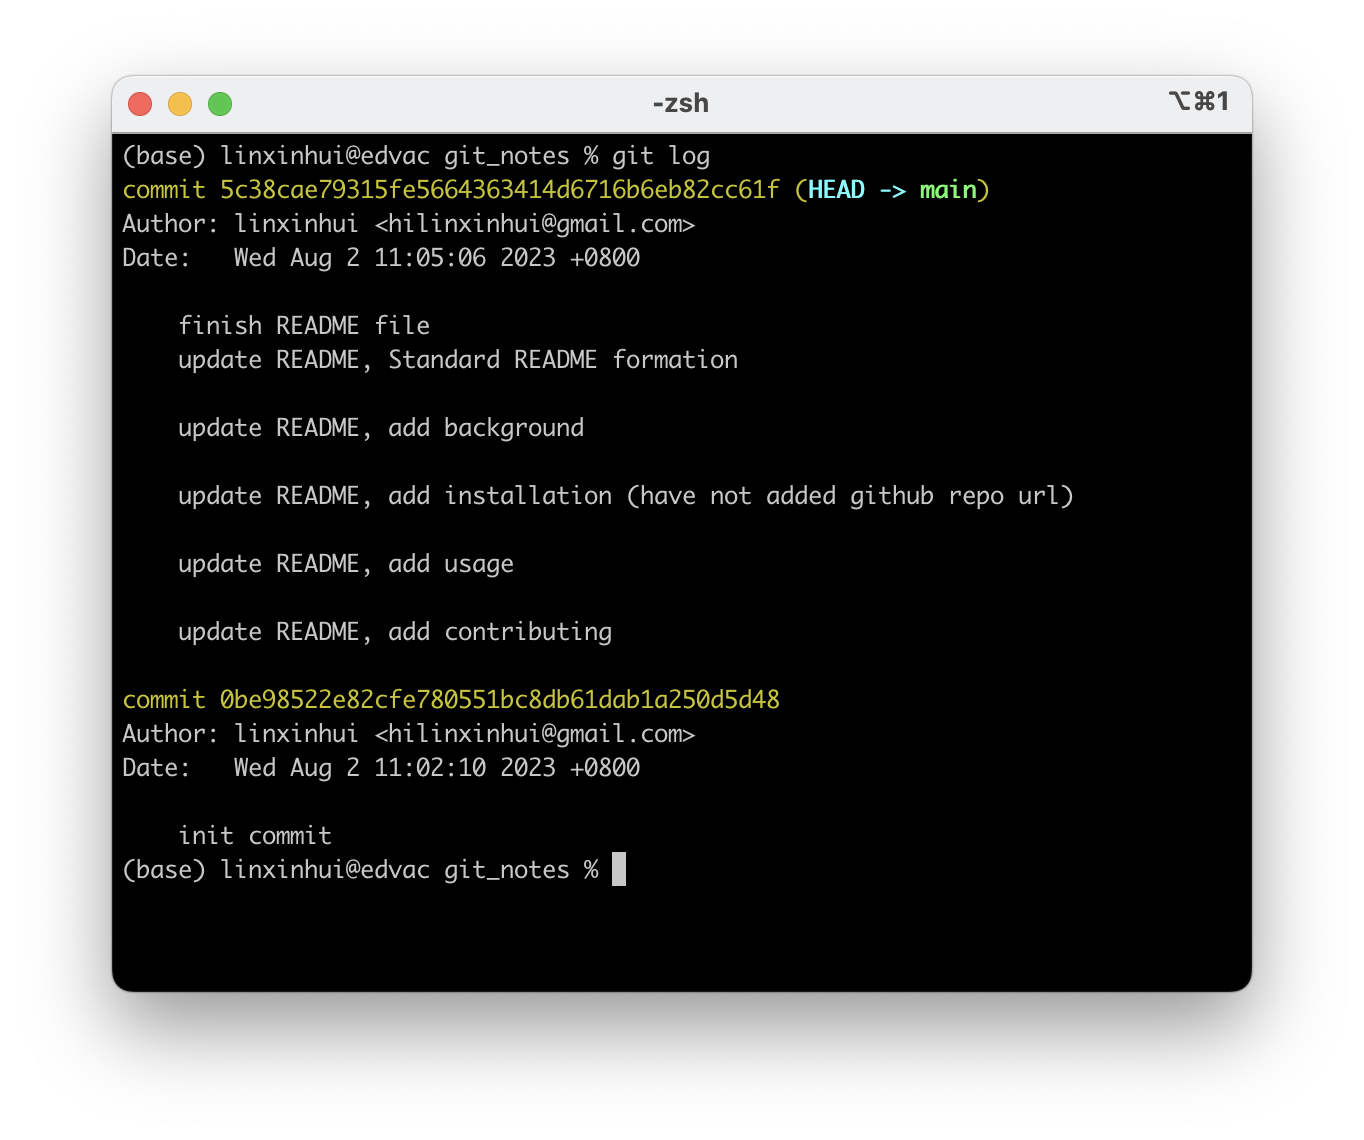 -zsh
⌥⌘1
(base) linxinhui@edvac git_notes % git log
commit 5c38cae79315fe5664363414d6716b6eb82cc61f (HEAD -> main)
Author: linxinhui <hilinxinhui@gmail.com>
Date:   Wed Aug 2 11:05:06 2023 +0800
finish README file
update README, Standard README formation
update README, add background
update README, add installation (have not added github repo url)
update README, add usage
update README, add contributing
commit 0be98522e82cfe780551bc8db61dab1a250d5d48
Author: linxinhui <hilinxinhui@gmail.com>
Date:   Wed Aug 2 11:02:10 2023 +0800
init commit
(base) linxinhui@edvac git_notes %